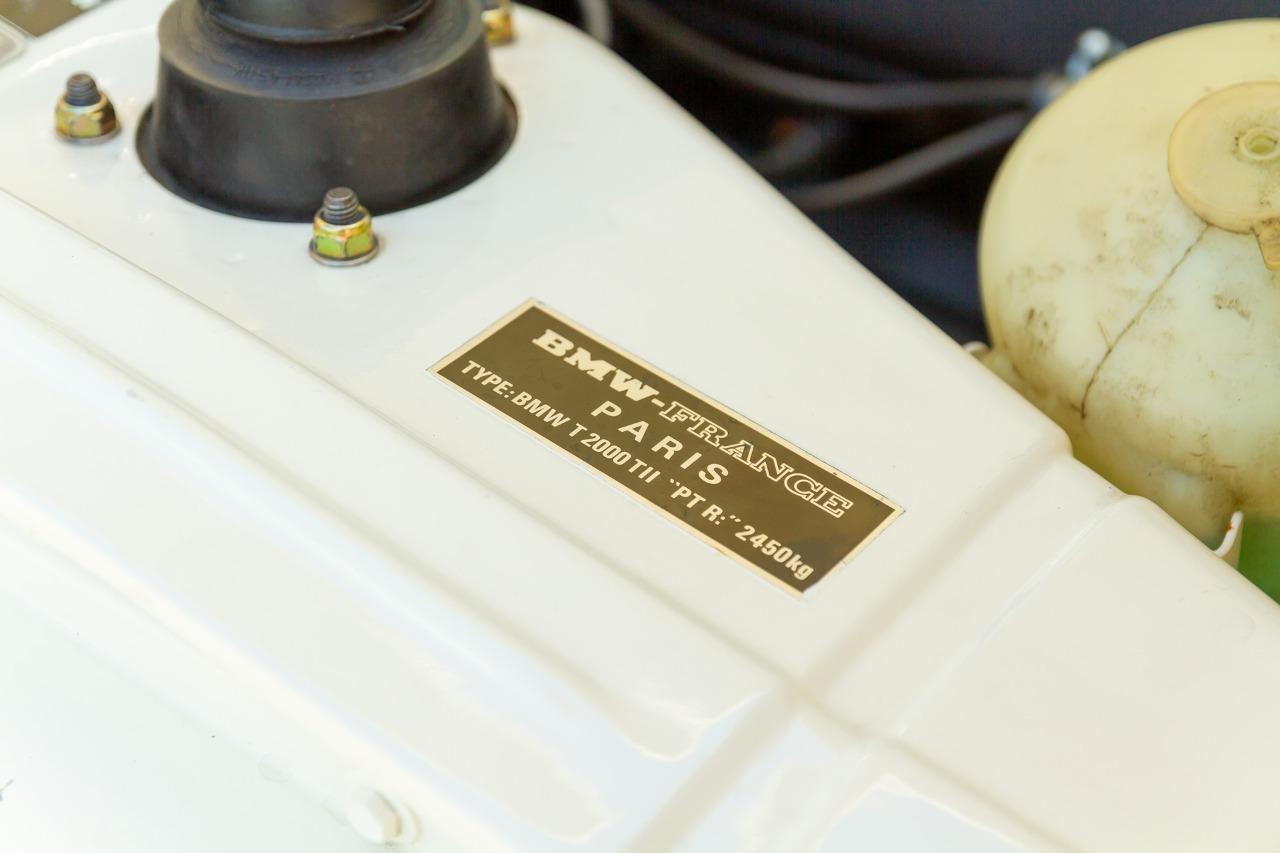 BMW-FRANCE
PARIS
TYPE: BMW T 2000 TII "PT R:" 2450kg